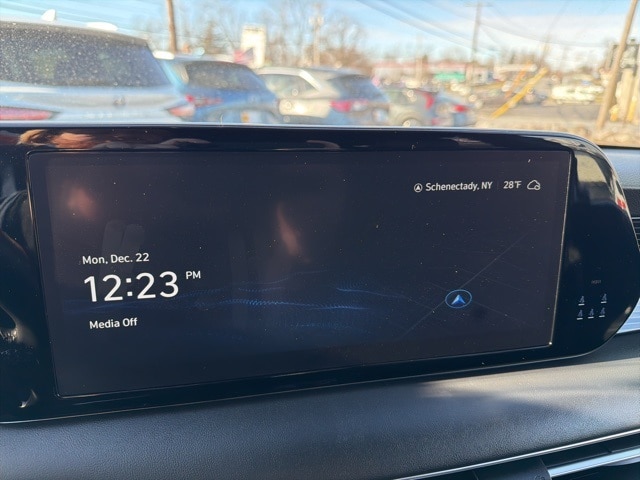 Schenectady, NY 28°F
Mon, Dec. 22
12:23 PM
Media Off